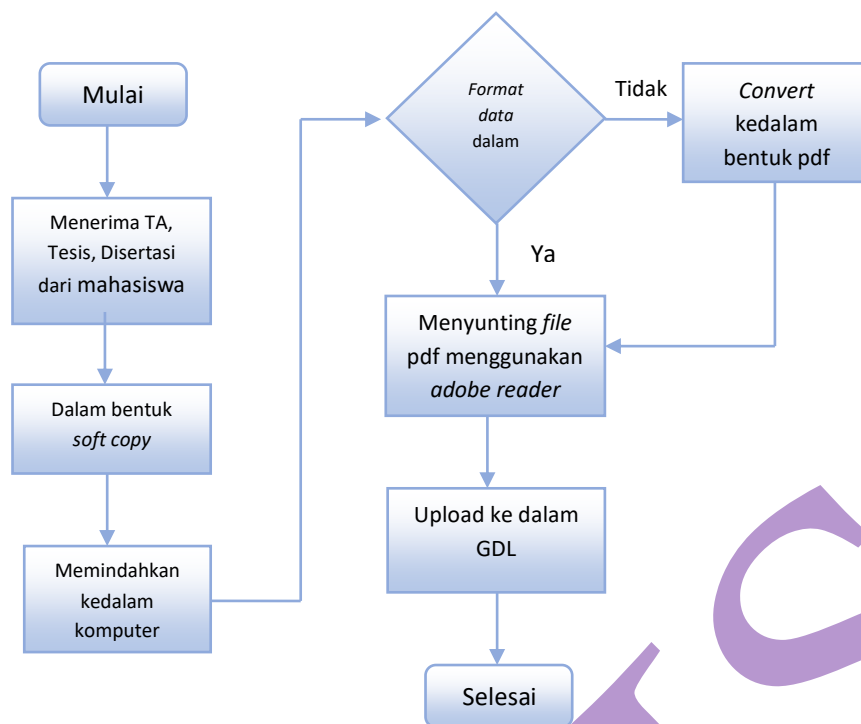 Mulai
Menerima TA,
Tesis, Disertasi
dari mahasiswa
Dalam bentuk
soft copy
Memindahkan
kedalam
komputer
Format
data
dalam
Tidak
Convert
kedalam
bentuk pdf
Ya
Menyunting file
pdf menggunakan
adobe reader
Upload ke dalam
GDL
Selesai